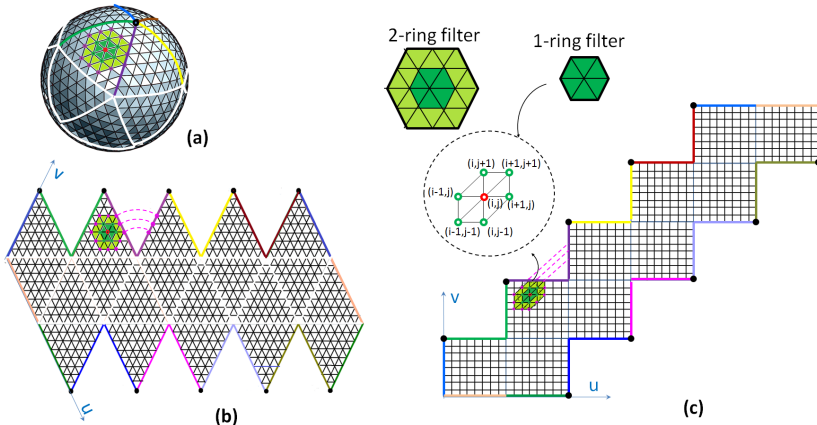 2-ring filter
1-ring filter
(a)
(i,j+1) (i+1,j+1)
(i-1,j) (i,j) (i+1,j)
(i-1,j-1) (i,j-1)
v
u
(b)
v
u
(c)